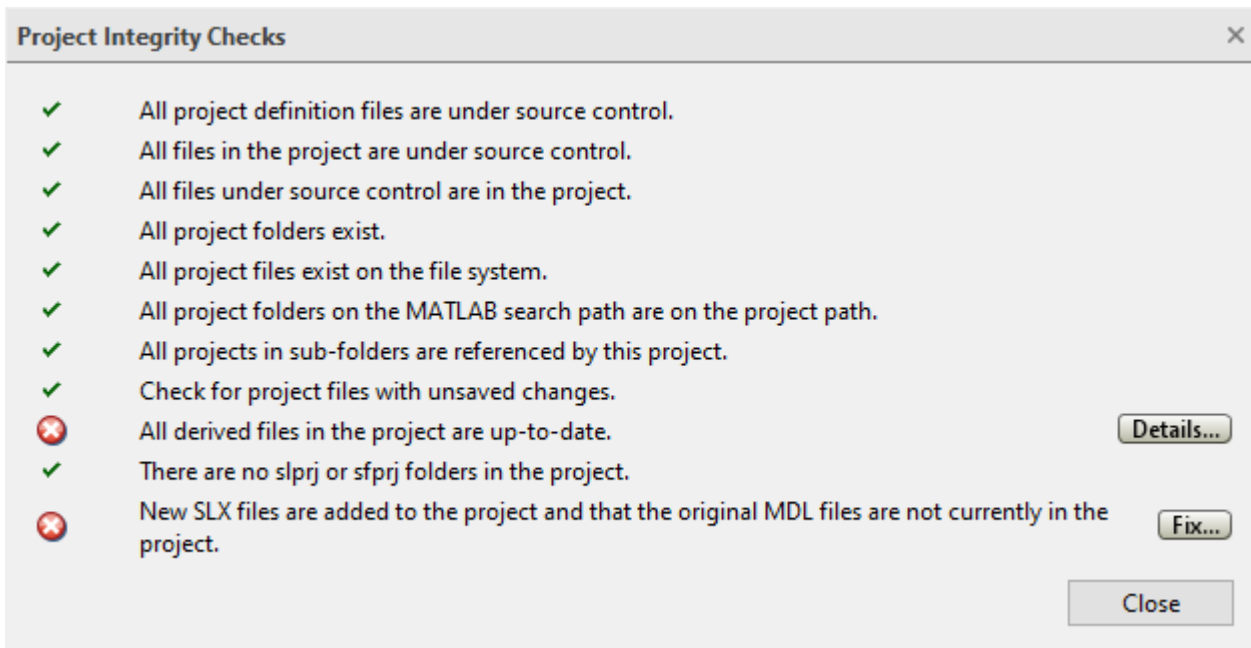 Project Integrity Checks
All project definition files are under source control.
All files in the project are under source control.
All files under source control are in the project.
All project folders exist.
All project files exist on the file system.
All project folders on the MATLAB search path are on the project path.
All projects in sub-folders are referenced by this project.
Check for project files with unsaved changes.
All derived files in the project are up-to-date. Details...
There are no slprj or sfprj folders in the project.
New SLX files are added to the project and that the original MDL files are not currently in the
project. Fix...
Close